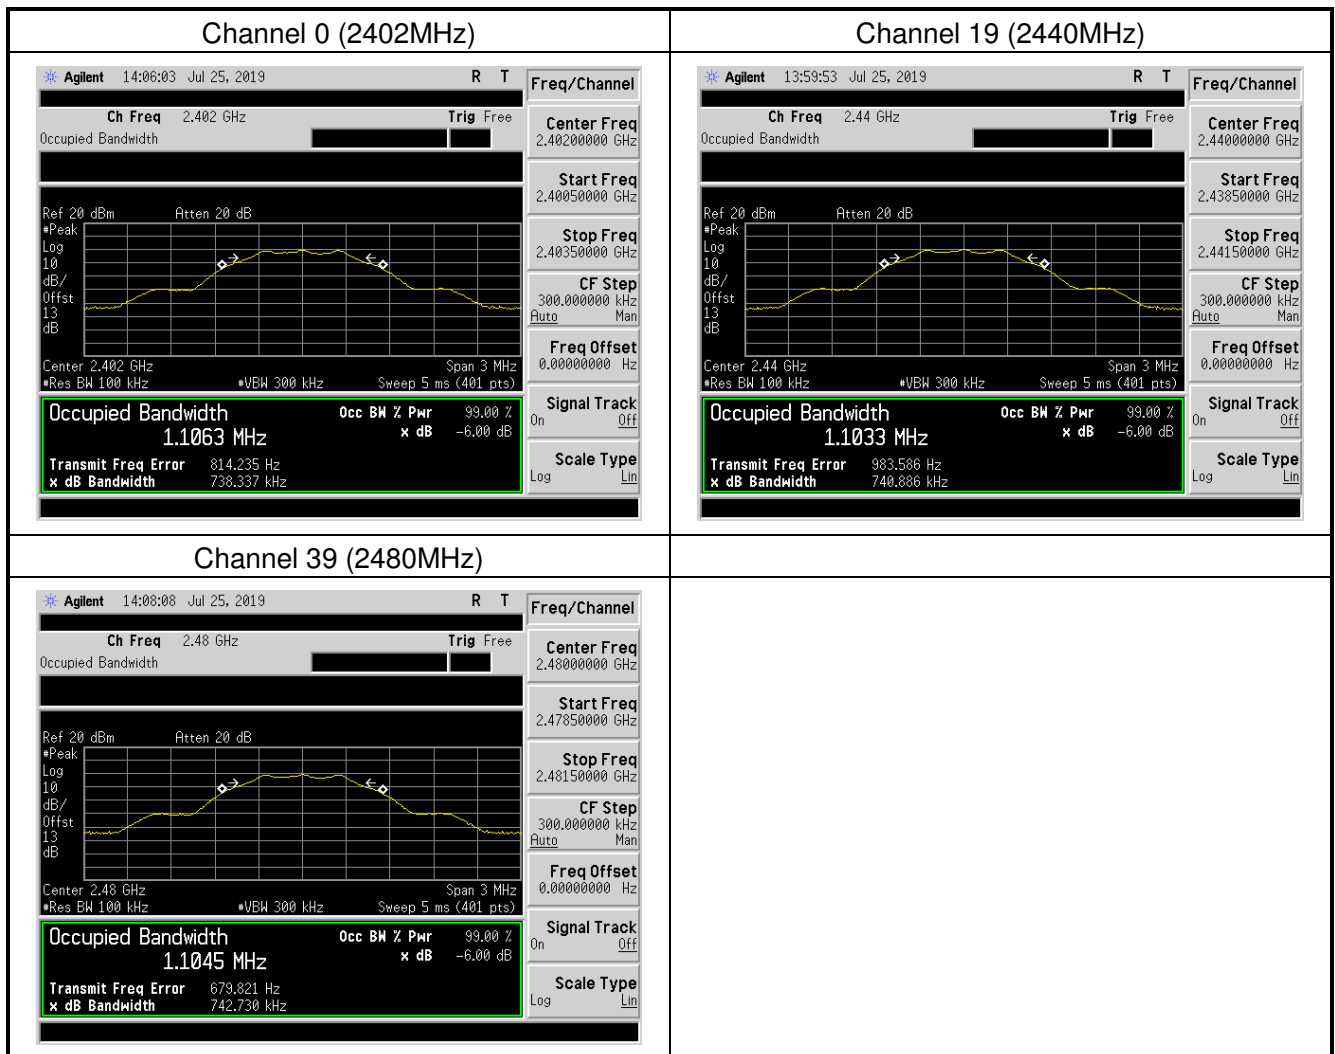 Channel 0 (2402MHz)
Agilent 14:06:03 Jul 25, 2019 R T
Freq/Channel
Ch Freq 2.402 GHz Trig Free
Occupied Bandwidth
Center Freq
2.40200000 GHz
Start Freq
2.40050000 GHz
Stop Freq
2.40350000 GHz
CF Step
300.000000 kHz
Auto Man
Freq Offset
0.00000000 Hz
Signal Track
On Off
Scale Type
Log Lin
Ref 20 dBm Atten 20 dB
#Peak
Log
10
dB/
Offst
13
dB
Center 2.402 GHz Span 3 MHz
#Res BW 100 kHz #VBW 300 kHz Sweep 5 ms (401 pts)
Occupied Bandwidth Occ BW % Pwr 99.00 %
1.1063 MHz x dB -6.00 dB
Transmit Freq Error 814.235 Hz
x dB Bandwidth 738.337 kHz
Channel 19 (2440MHz)
Agilent 13:59:53 Jul 25, 2019 R T
Freq/Channel
Ch Freq 2.44 GHz Trig Free
Occupied Bandwidth
Center Freq
2.44000000 GHz
Start Freq
2.43850000 GHz
Stop Freq
2.44150000 GHz
CF Step
300.000000 kHz
Auto Man
Freq Offset
0.00000000 Hz
Signal Track
On Off
Scale Type
Log Lin
Ref 20 dBm Atten 20 dB
#Peak
Log
10
dB/
Offst
13
dB
Center 2.44 GHz Span 3 MHz
#Res BW 100 kHz #VBW 300 kHz Sweep 5 ms (401 pts)
Occupied Bandwidth Occ BW % Pwr 99.00 %
1.1033 MHz x dB -6.00 dB
Transmit Freq Error 983.586 Hz
x dB Bandwidth 740.886 kHz
Channel 39 (2480MHz)
Agilent 14:08:08 Jul 25, 2019 R T
Freq/Channel
Ch Freq 2.48 GHz Trig Free
Occupied Bandwidth
Center Freq
2.48000000 GHz
Start Freq
2.47850000 GHz
Stop Freq
2.48150000 GHz
CF Step
300.000000 kHz
Auto Man
Freq Offset
0.00000000 Hz
Signal Track
On Off
Scale Type
Log Lin
Ref 20 dBm Atten 20 dB
#Peak
Log
10
dB/
Offst
13
dB
Center 2.48 GHz Span 3 MHz
#Res BW 100 kHz #VBW 300 kHz Sweep 5 ms (401 pts)
Occupied Bandwidth Occ BW % Pwr 99.00 %
1.1045 MHz x dB -6.00 dB
Transmit Freq Error 679.821 Hz
x dB Bandwidth 742.730 kHz